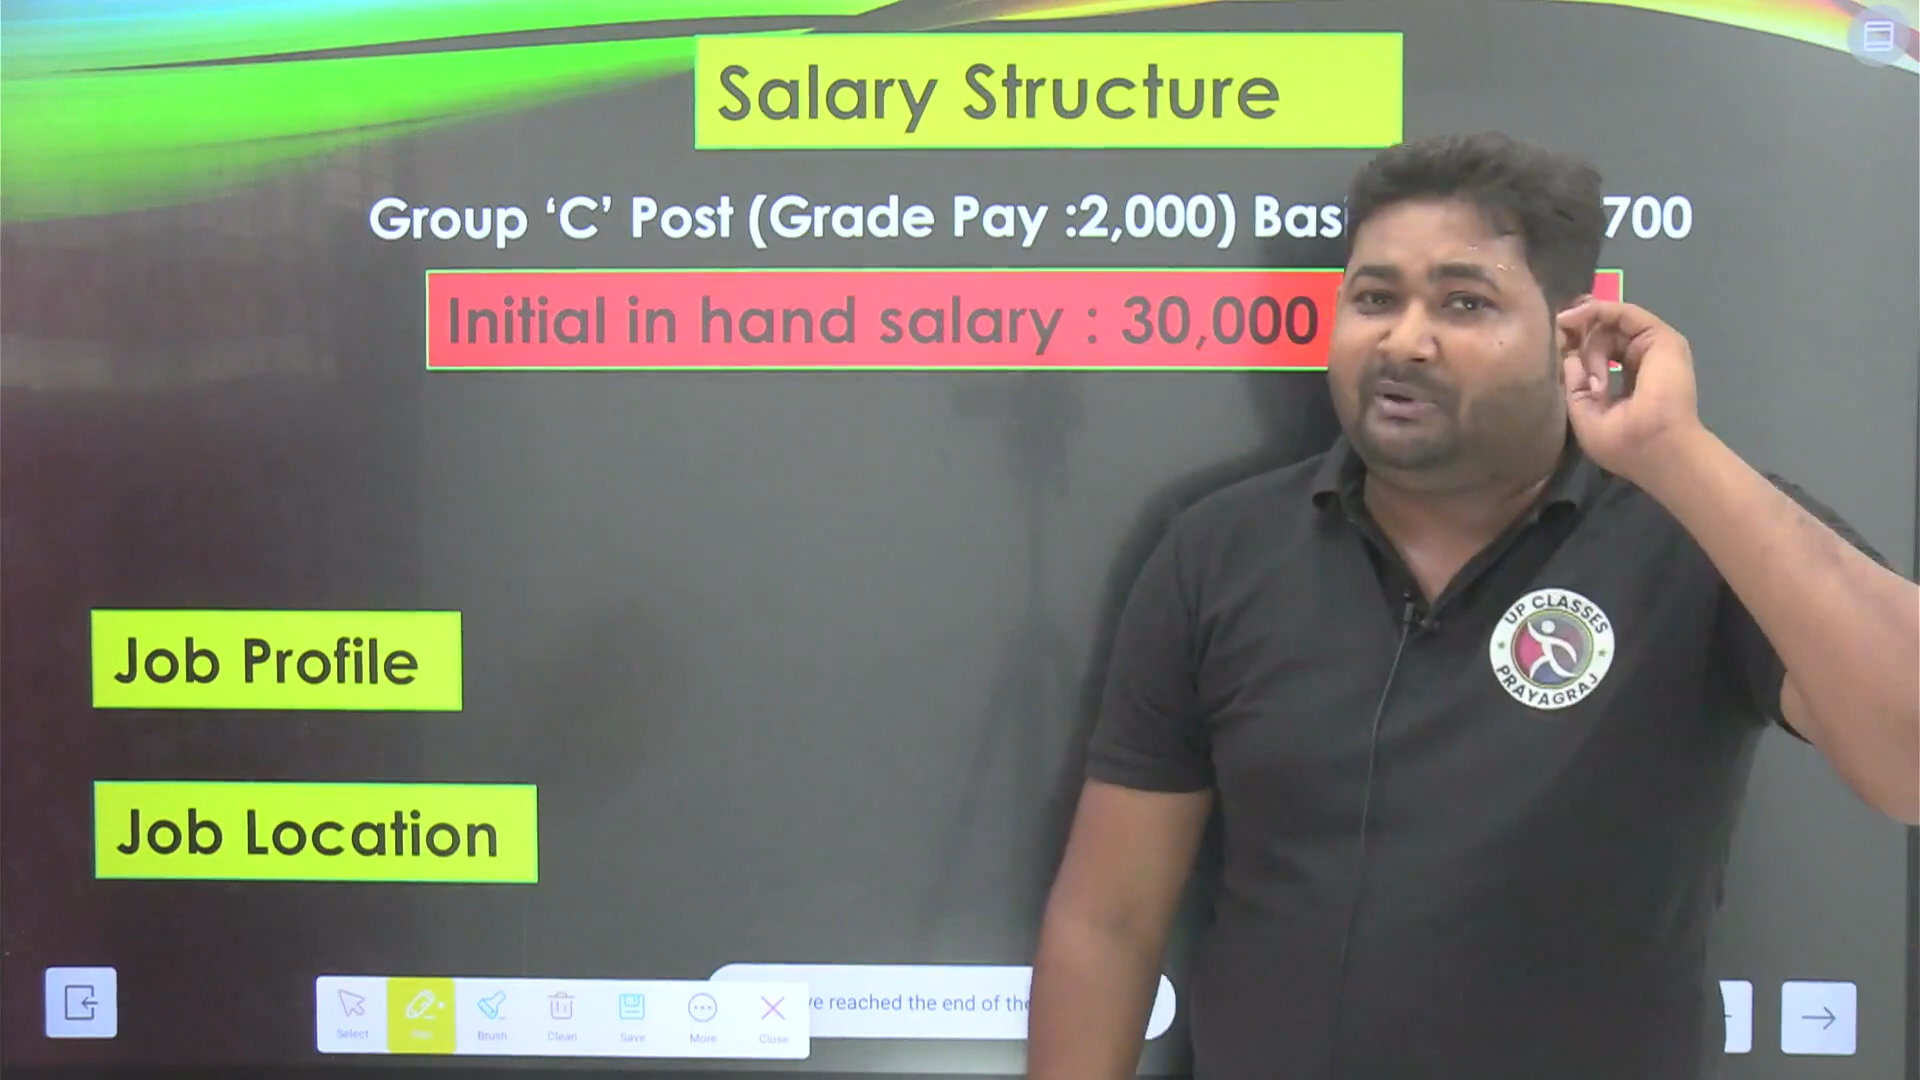 Salary Structure
Group ‘C’ Post (Grade Pay :2,000) Bas 700
Initial in hand salary : 30,000
UP CLASSES
PRAYAGRAJ
Job Profile
Job Location
reached the end of the
Select
Brush
Clean
Save
More
Close